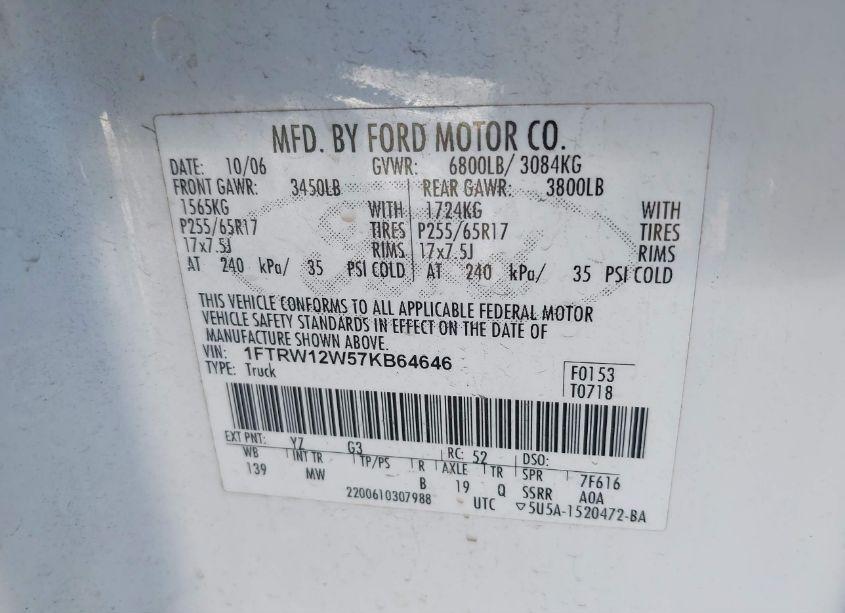 MFD. BY FORD MOTOR CO.
DATE: 10/06 GVWR: 6800LB/ 3084KG
FRONT GAWR: 3450LB REAR GAWR: 3800LB
1565KG WITH 1724KG WITH
P255/65R17 TIRES P255/65R17 TIRES
17x7.5J RIMS 17x7.5J RIMS
AT 240 kPa/ 35 PSI COLD AT 240 kPa/ 35 PSI COLD
THIS VEHICLE CONFORMS TO ALL APPLICABLE FEDERAL MOTOR
VEHICLE SAFETY STANDARDS IN EFFECT ON THE DATE OF
MANUFACTURE SHOWN ABOVE.
VIN: 1FTRW12W57KB64646
TYPE: Truck
F0153
T0718
EXT PNT: YZ G3 RC: 52 DSO:
WB INT TR TP/PS R AXLE TR SPR 7F616
139 MW B 19 Q SSRR A0A
2200610307988 UTC ▽5U5A-1520472-BA